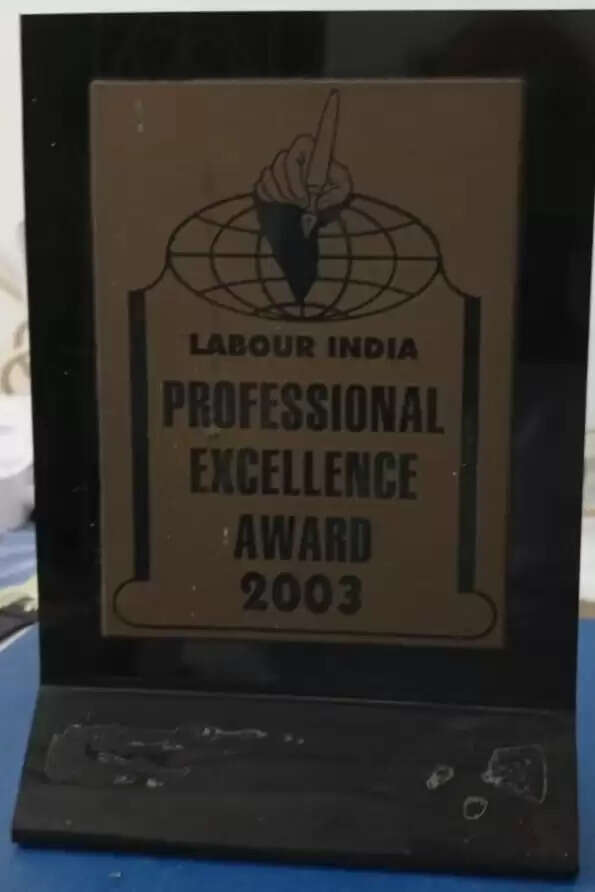 LABOUR INDIA
PROFESSIONAL
EXCELLENCE
AWARD
2003